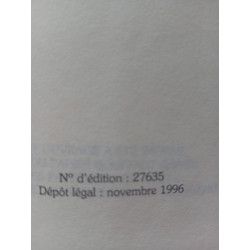 N° d'édition : 27635
Dépôt légal : novembre 1996